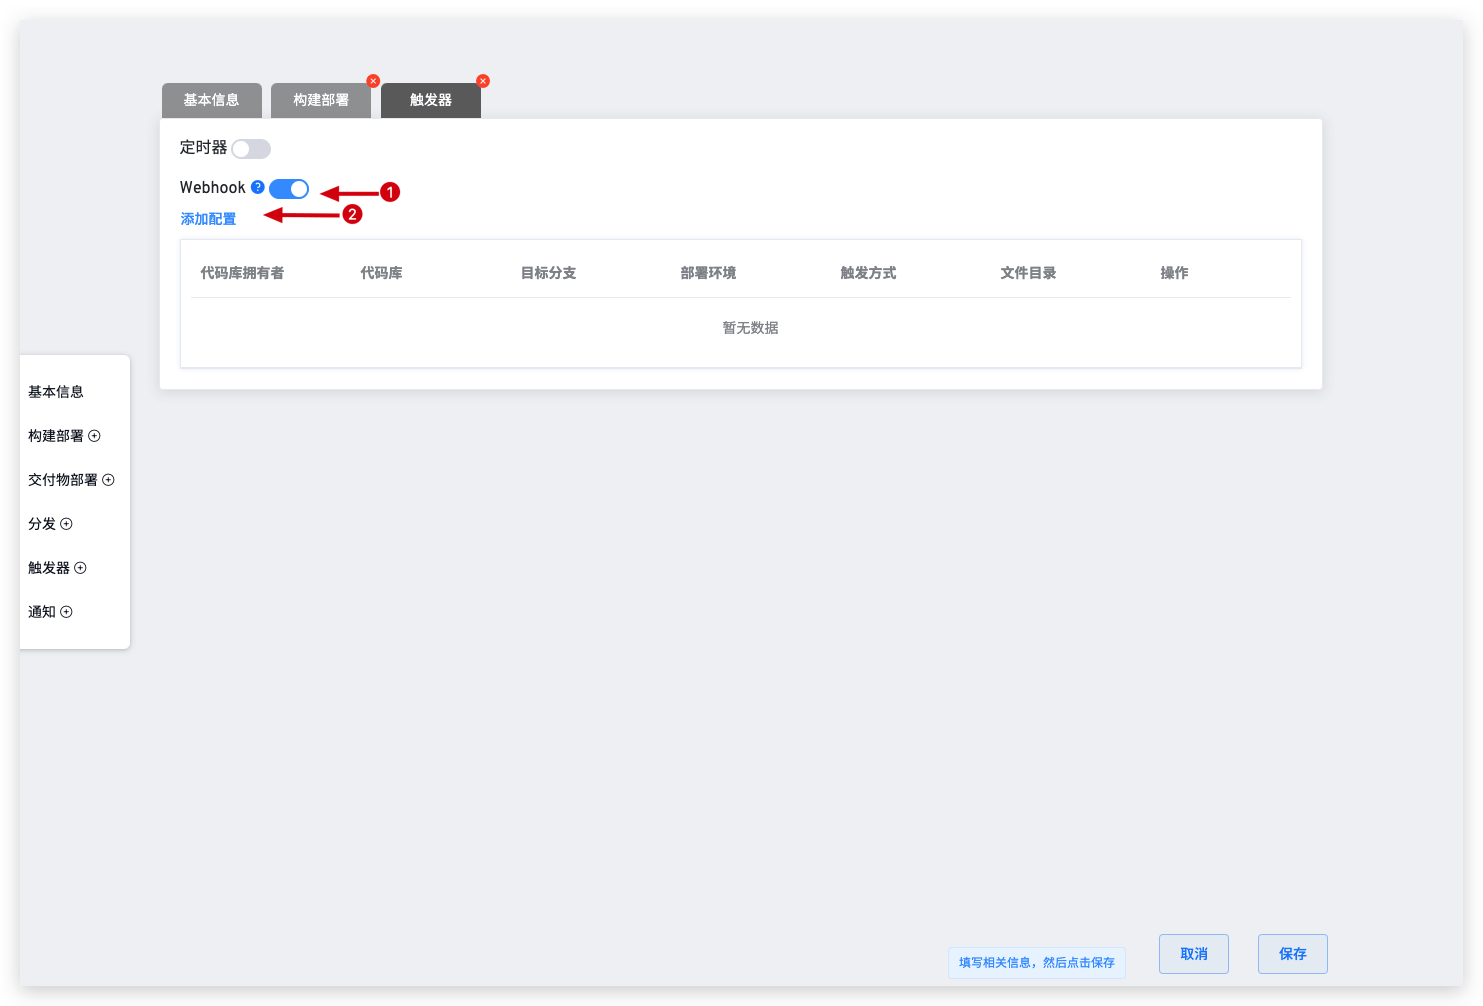 基本信息 构建部署 触发器
定时器
Webhook ? 1
添加配置 2
代码库拥有者 代码库 目标分支 部署环境 触发方式 文件目录 操作
暂无数据
基本信息
构建部署
交付物部署
分发
触发器
通知
填写相关信息，然后点击保存 取消 保存